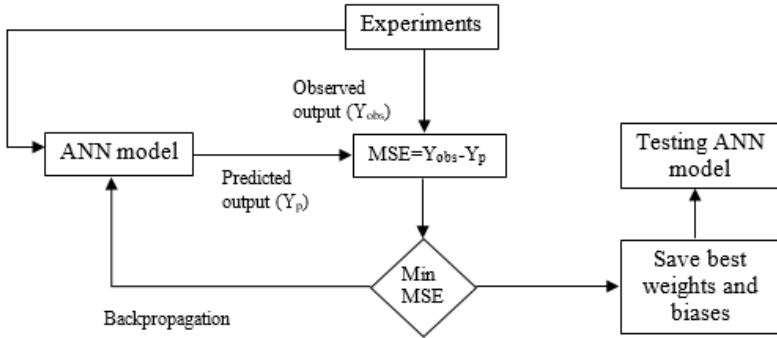 Experiments
Observed
output (Yobs)
ANN model
MSE=Yobs-Yp
Testing ANN
model
Predicted
output (Yp)
Min
MSE
Save best
weights and
biases
Backpropagation